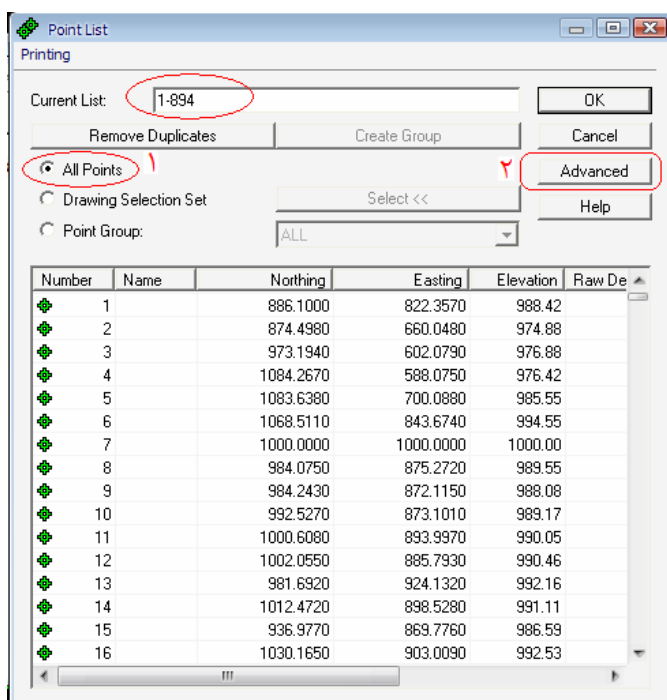 Point List
Printing
Current List: 1-894 OK
Remove Duplicates Create Group Cancel
All Points ۱ ۲ Advanced
Drawing Selection Set Select << Help
Point Group: ALL
Number Name Northing Easting Elevation Raw De
1 886.1000 822.3570 988.42
2 874.4980 660.0480 974.88
3 973.1940 602.0790 976.88
4 1084.2670 588.0750 976.42
5 1083.6380 700.0880 985.55
6 1068.5110 843.6740 994.55
7 1000.0000 1000.0000 1000.00
8 984.0750 875.2720 989.55
9 984.2430 872.1150 988.08
10 992.5270 873.1010 989.17
11 1000.6080 893.9970 990.05
12 1002.0550 885.7930 990.46
13 981.6920 924.1320 992.16
14 1012.4720 898.5280 991.11
15 936.9770 869.7760 986.59
16 1030.1650 903.0090 992.53